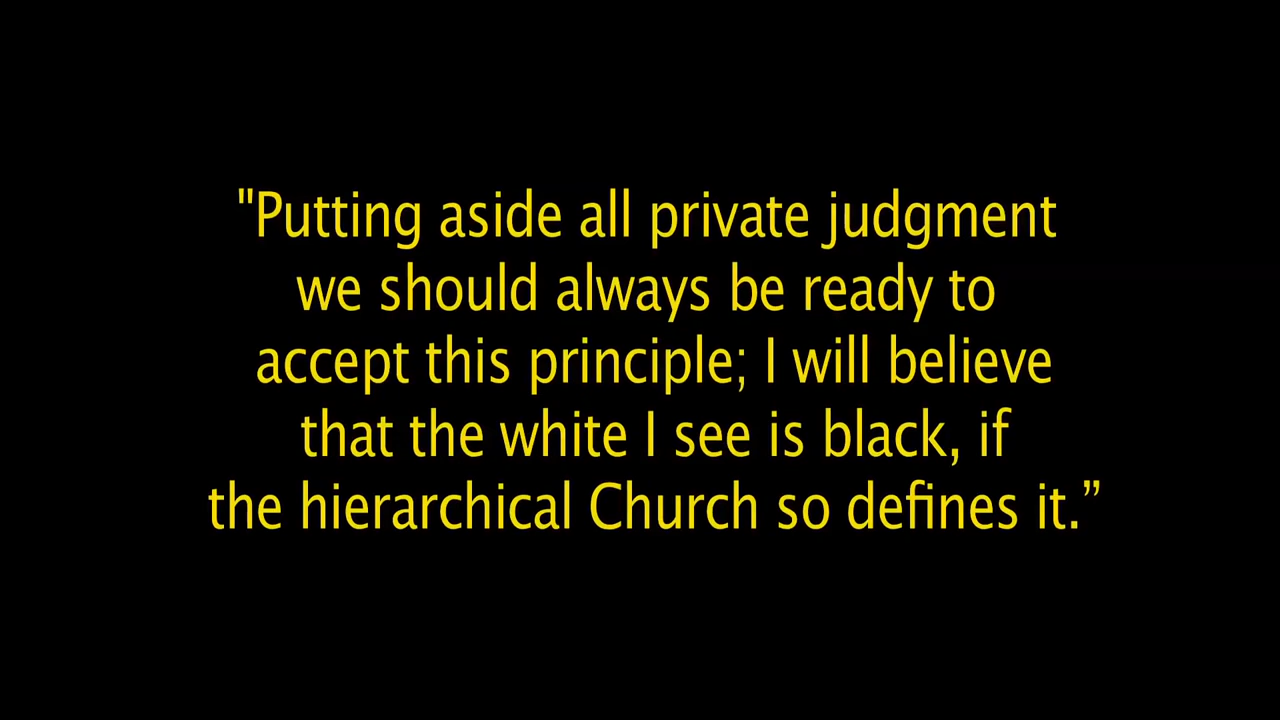 "Putting aside all private judgment
we should always be ready to
accept this principle; I will believe
that the white I see is black, if
the hierarchical Church so defines it.”